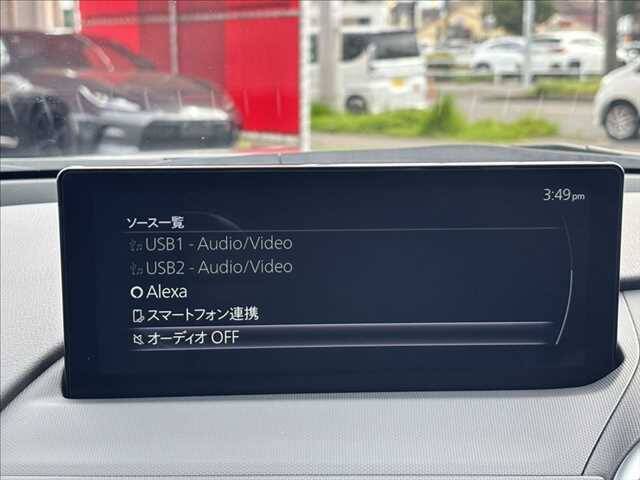 3:49pm
ソース一覧
USB1 - Audio/Video
USB2 - Audio/Video
Alexa
スマートフォン連携
オーディオ OFF